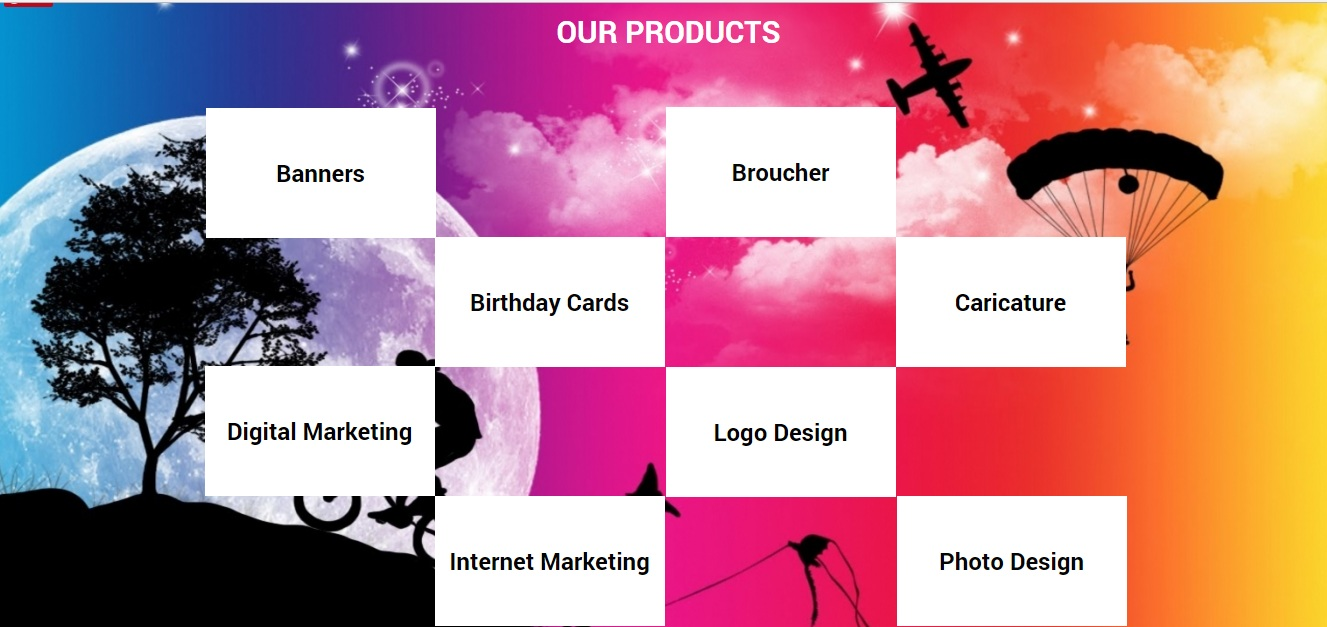 OUR PRODUCTS
Banners
Broucher
Birthday Cards
Caricature
Digital Marketing
Logo Design
Internet Marketing
Photo Design